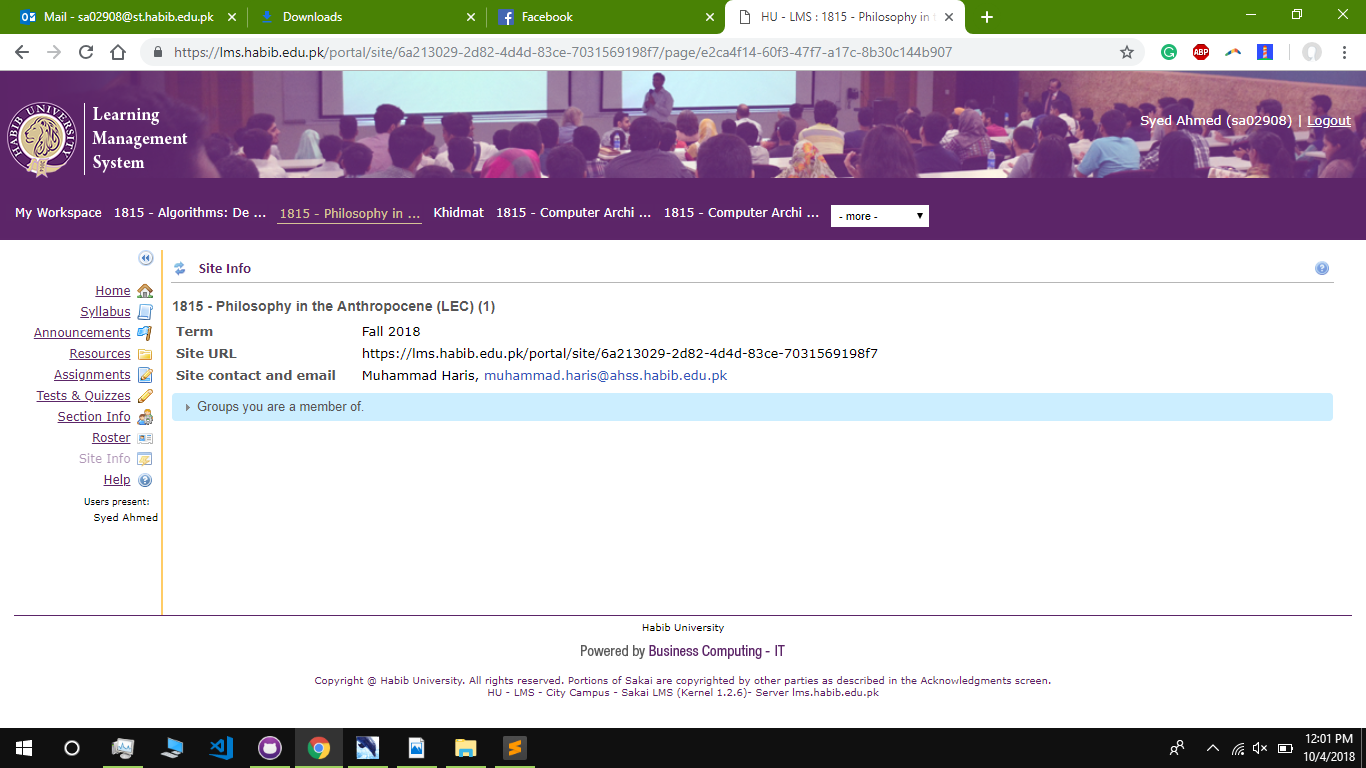 Mail - sa02908@st.habib.edu.pk
Downloads
Facebook
HU - LMS : 1815 - Philosophy in
https://lms.habib.edu.pk/portal/site/6a213029-2d82-4d4d-83ce-7031569198f7/page/e2ca4f14-60f3-47f7-a17c-8b30c144b907
ABP
HABIB UNIVERSITY
Learning
Management
System
Syed Ahmed (sa02908) | Logout
My Workspace
1815 - Algorithms: De ...
1815 - Philosophy in ...
Khidmat
1815 - Computer Archi ...
1815 - Computer Archi ...
- more -
Home
Syllabus
Announcements
Resources
Assignments
Tests & Quizzes
Section Info
Roster
Site Info
Help
Users present:
Syed Ahmed
Site Info
1815 - Philosophy in the Anthropocene (LEC) (1)
Term Fall 2018
Site URL https://lms.habib.edu.pk/portal/site/6a213029-2d82-4d4d-83ce-7031569198f7
Site contact and email Muhammad Haris, muhammad.haris@ahss.habib.edu.pk
Groups you are a member of.
Habib University
Powered by Business Computing - IT
Copyright @ Habib University. All rights reserved. Portions of Sakai are copyrighted by other parties as described in the Acknowledgments screen.
HU - LMS - City Campus - Sakai LMS (Kernel 1.2.6)- Server lms.habib.edu.pk
12:01 PM
10/4/2018